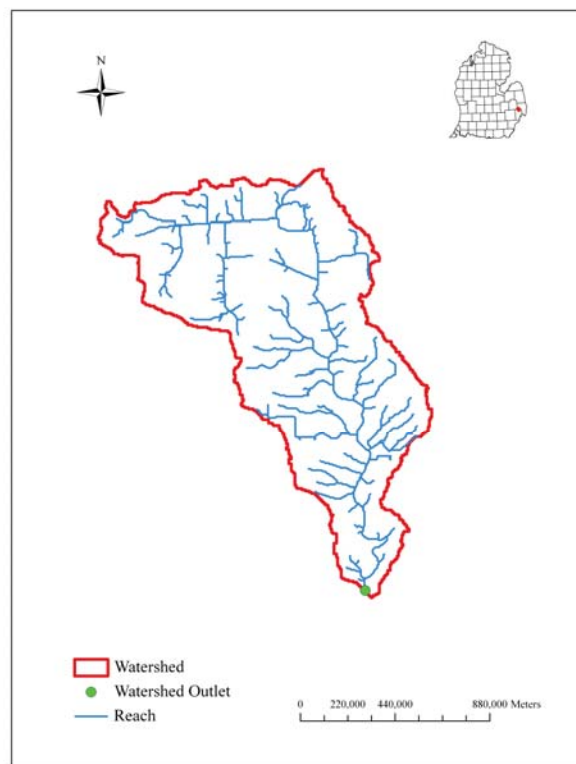 N
Watershed
Watershed Outlet
Reach
0 220,000 440,000 880,000 Meters